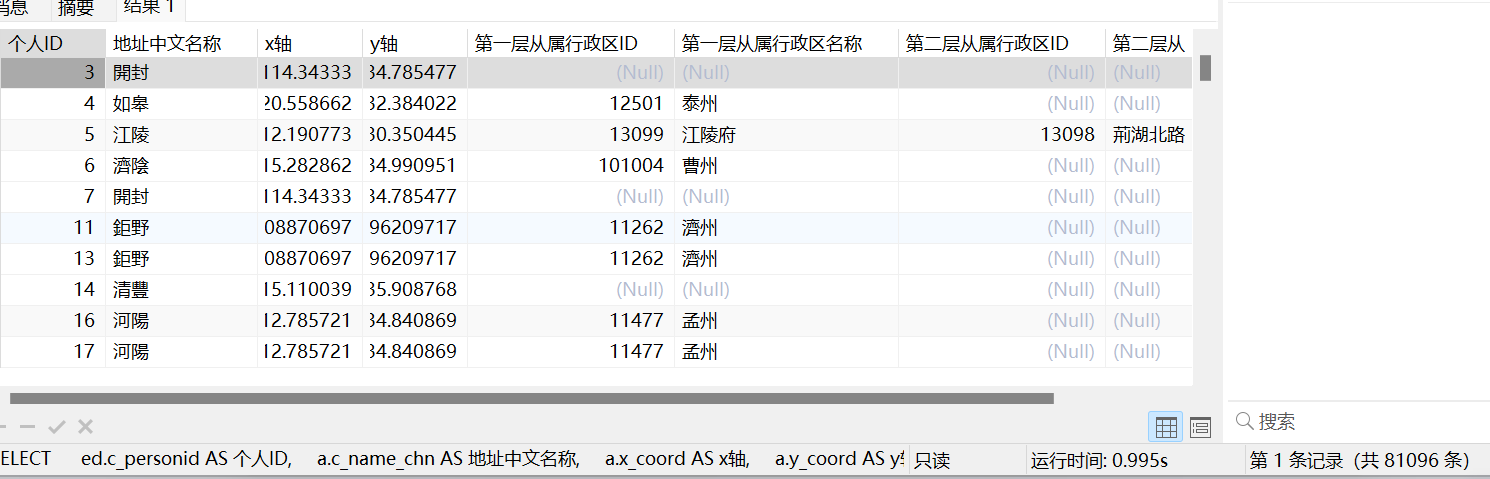 消息 摘要 结果 1
个人ID 地址中文名称 x轴 y轴 第一层从属行政区ID 第一层从属行政区名称 第二层从属行政区ID 第二层从
3 開封 114.34333 34.785477 (Null) (Null) (Null) (Null)
4 如皋 20.558662 32.384022 12501 泰州 (Null) (Null)
5 江陵 12.190773 30.350445 13099 江陵府 13098 荊湖北路
6 濟陰 15.282862 34.990951 101004 曹州 (Null) (Null)
7 開封 114.34333 34.785477 (Null) (Null) (Null) (Null)
11 鉅野 08870697 96209717 11262 濟州 (Null) (Null)
13 鉅野 08870697 96209717 11262 濟州 (Null) (Null)
14 清豐 15.110039 35.908768 (Null) (Null) (Null) (Null)
16 河陽 12.785721 34.840869 11477 孟州 (Null) (Null)
17 河陽 12.785721 34.840869 11477 孟州 (Null) (Null)
搜索
ELECT ed.c_personid AS 个人ID, a.c_name_chn AS 地址中文名称, a.x_coord AS x轴, a.y_coord AS y轴 只读 运行时间: 0.995s 第 1 条记录 (共 81096 条)